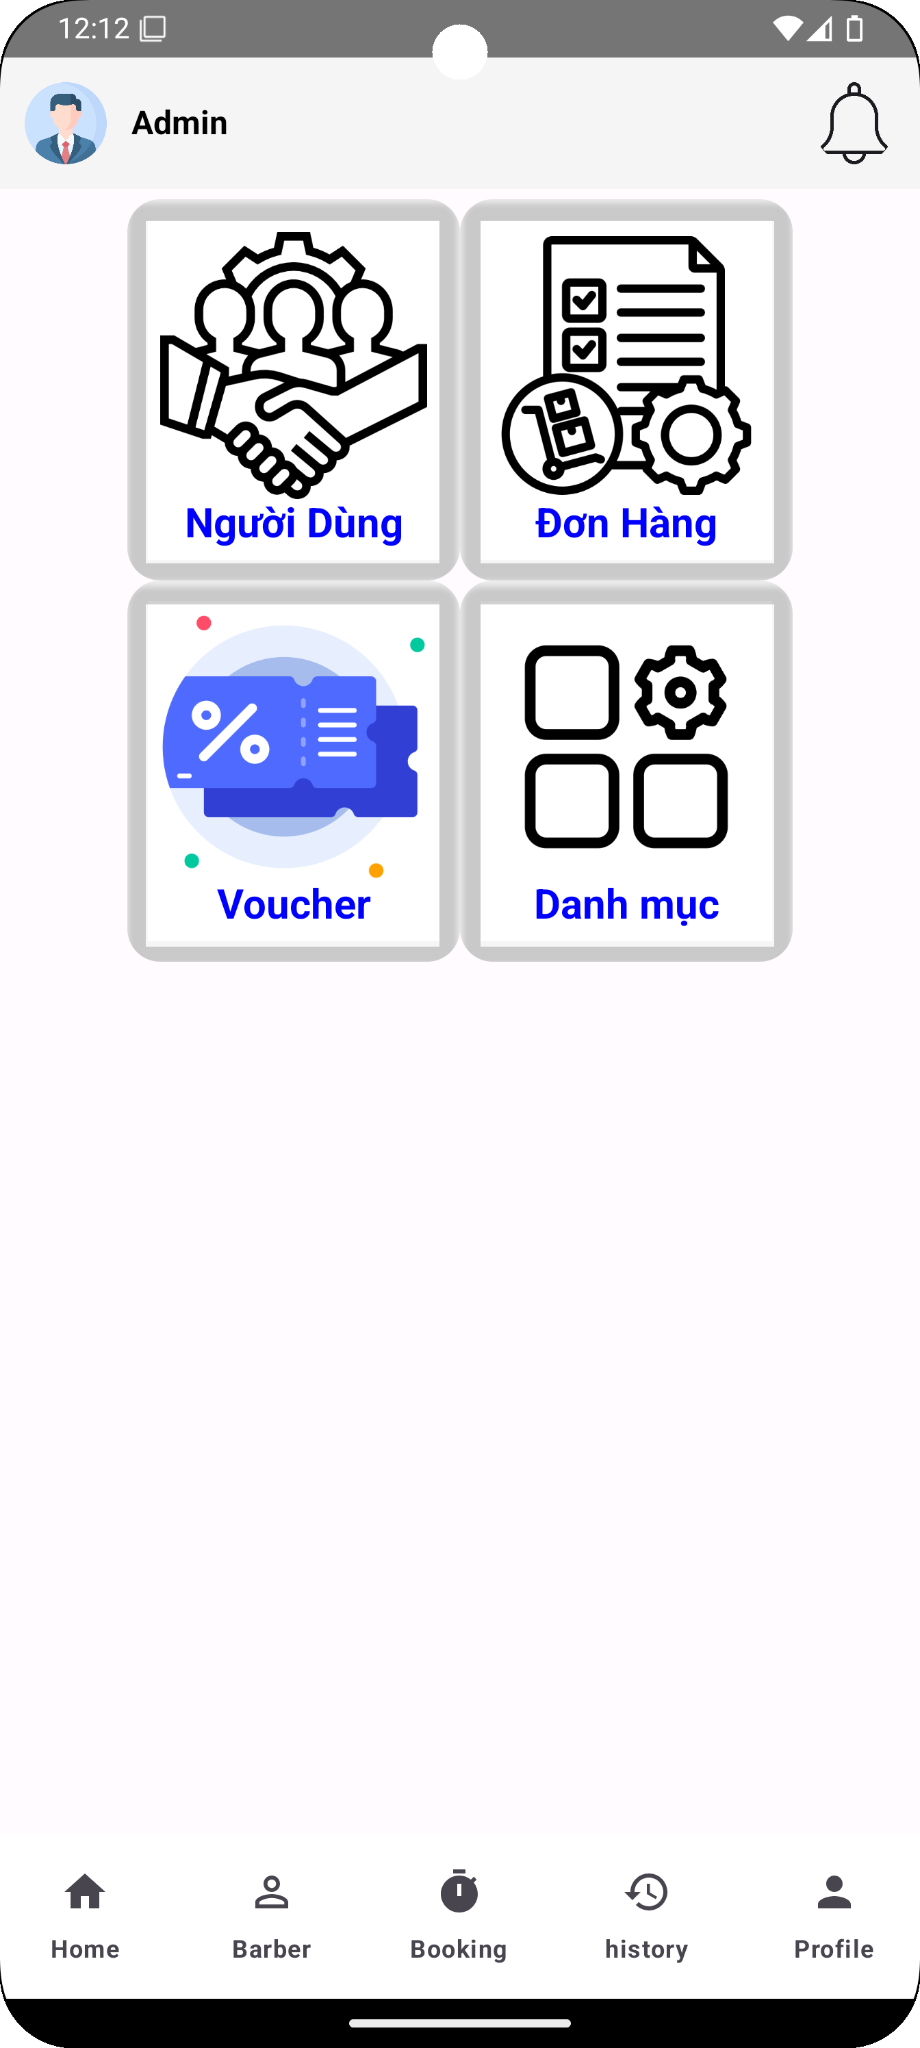 12:12
Admin
Người Dùng
Đơn Hàng
Voucher
Danh mục
Home
Barber
Booking
history
Profile